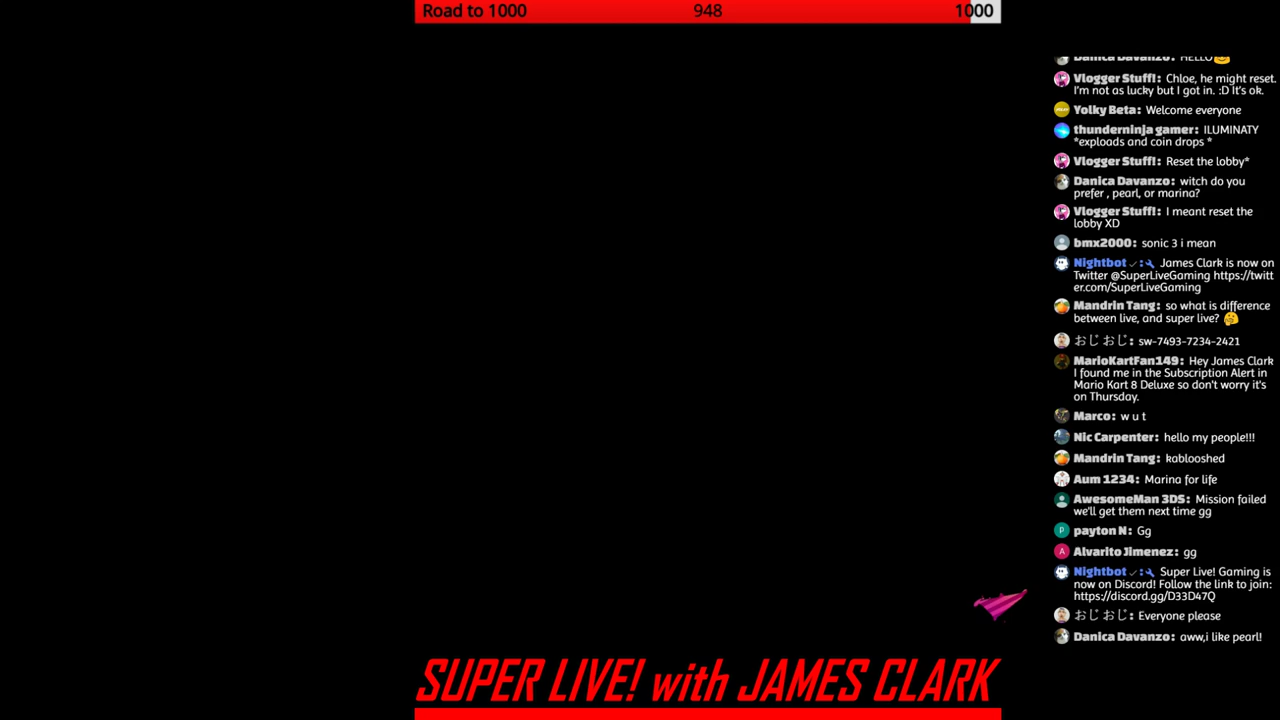 Road to 1000 948 1000
Danica Davanzo: HELLO😊
Vlogger Stuff!: Chloe, he might reset.
I'm not as lucky but I got in. :D It's ok.
Yolky Beta: Welcome everyone
thunderninja gamer: ILUMINATY
*exploads and coin drops *
Vlogger Stuff!: Reset the lobby*
Danica Davanzo: witch do you
prefer , pearl, or marina?
Vlogger Stuff!: I meant reset the
lobby XD
bmx2000: sonic 3 i mean
Nightbot ✓:🔧 James Clark is now on
Twitter @SuperLiveGaming https://twitt
er.com/SuperLiveGaming
Mandrin Tang: so what is difference
between live, and super live? 🤔
おじ おじ: sw-7493-7234-2421
MarioKartFan149: Hey James Clark
I found me in the Subscription Alert in
Mario Kart 8 Deluxe so don't worry it's
on Thursday.
Marco: w u t
Nic Carpenter: hello my people!!!
Mandrin Tang: kablooshed
Aum 1234: Marina for life
AwesomeMan 3DS: Mission failed
we'll get them next time gg
P payton N: Gg
A Alvarito Jimenez: gg
Nightbot ✓:🔧 Super Live! Gaming is
now on Discord! Follow the link to join:
https://discord.gg/D33D47Q
おじ おじ: Everyone please
Danica Davanzo: aww,i like pearl!
SUPER LIVE! with JAMES CLARK